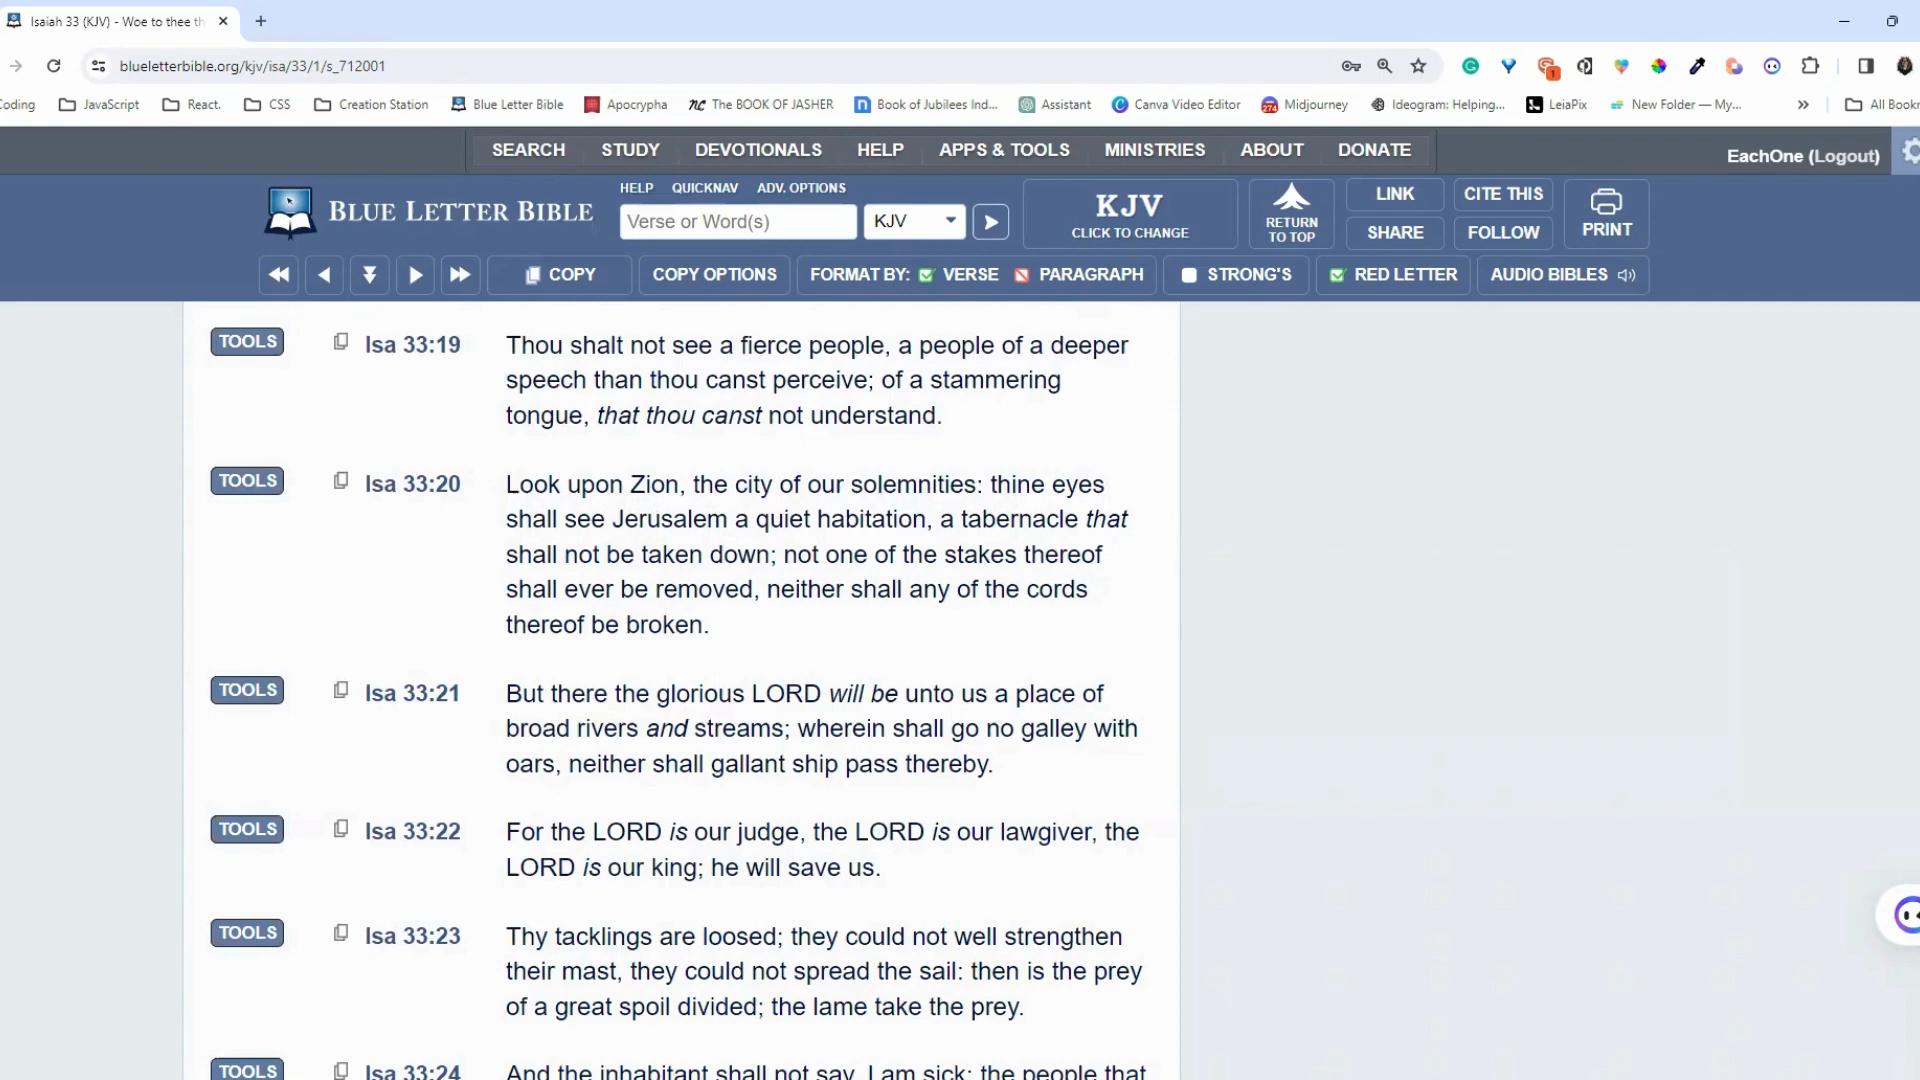 Isaiah 33 (KJV) - Woe to thee th
blueletterbible.org/kjv/isa/33/1/s_712001
1
Coding JavaScript React. CSS Creation Station Blue Letter Bible Apocrypha The BOOK OF JASHER Book of Jubilees Ind... Assistant Canva Video Editor 274 Midjourney Ideogram: Helping... LeiaPix New Folder — My... » All Bookr
SEARCH STUDY DEVOTIONALS HELP APPS & TOOLS MINISTRIES ABOUT DONATE
EachOne (Logout)
HELP QUICKNAV ADV. OPTIONS
BLUE LETTER BIBLE
Verse or Word(s) KJV
KJV
CLICK TO CHANGE
RETURN
TO TOP
LINK CITE THIS
SHARE FOLLOW
PRINT
COPY COPY OPTIONS FORMAT BY: VERSE PARAGRAPH STRONG'S RED LETTER AUDIO BIBLES
TOOLS Isa 33:19 Thou shalt not see a fierce people, a people of a deeper
speech than thou canst perceive; of a stammering
tongue, that thou canst not understand.
TOOLS Isa 33:20 Look upon Zion, the city of our solemnities: thine eyes
shall see Jerusalem a quiet habitation, a tabernacle that
shall not be taken down; not one of the stakes thereof
shall ever be removed, neither shall any of the cords
thereof be broken.
TOOLS Isa 33:21 But there the glorious LORD will be unto us a place of
broad rivers and streams; wherein shall go no galley with
oars, neither shall gallant ship pass thereby.
TOOLS Isa 33:22 For the LORD is our judge, the LORD is our lawgiver, the
LORD is our king; he will save us.
TOOLS Isa 33:23 Thy tacklings are loosed; they could not well strengthen
their mast, they could not spread the sail: then is the prey
of a great spoil divided; the lame take the prey.
TOOLS Isa 33:24 And the inhabitant shall not say, I am sick: the people that